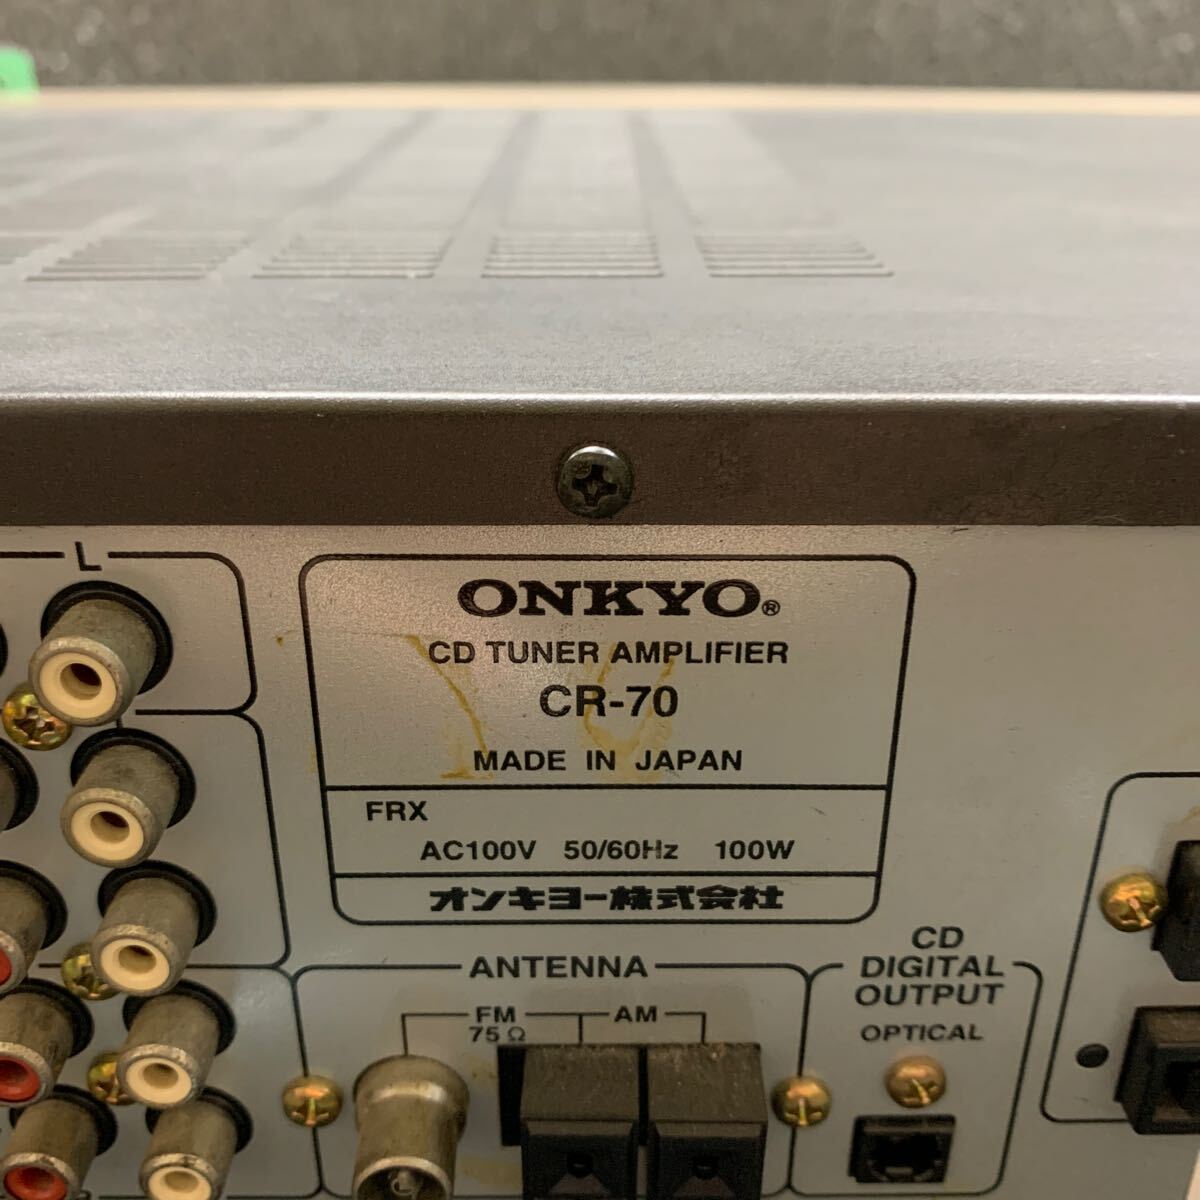 L
ONKYO®
CD TUNER AMPLIFIER
CR-70
MADE IN JAPAN
FRX
AC100V 50/60Hz 100W
オンキヨー株式会社
ANTENNA
FM
75Ω
AM
CD
DIGITAL
OUTPUT
OPTICAL